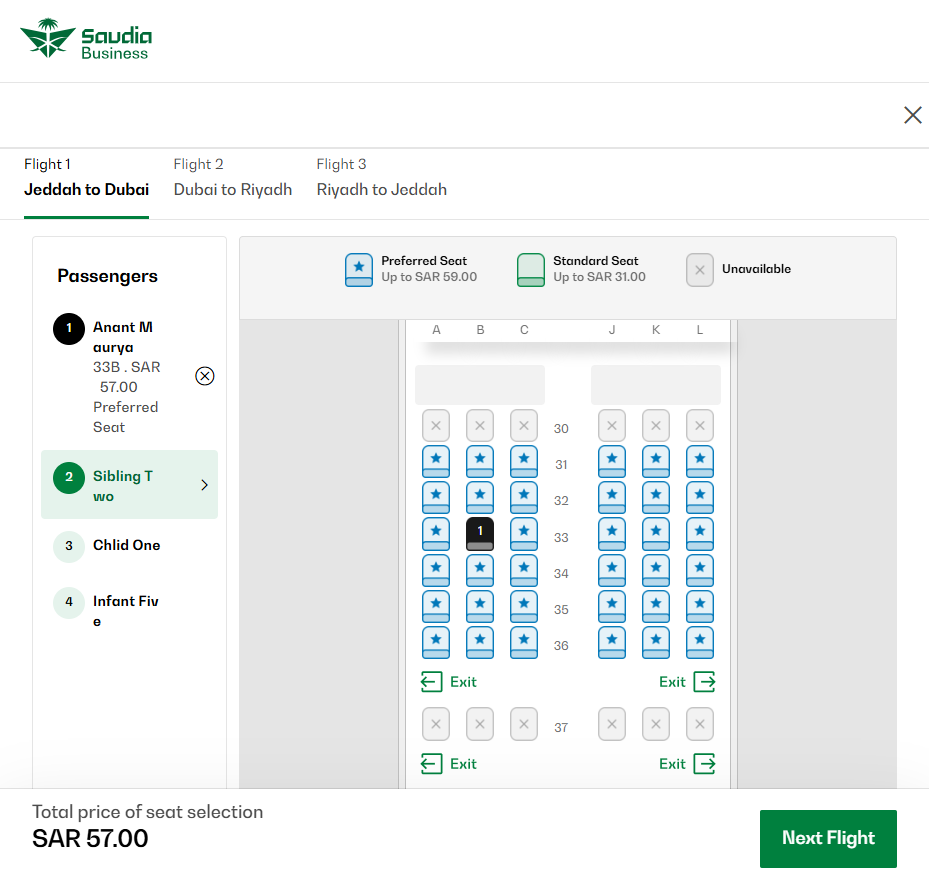 Saudia
Business
Flight 1
Jeddah to Dubai
Flight 2
Dubai to Riyadh
Flight 3
Riyadh to Jeddah
Passengers
1
Anant M
aurya
33B . SAR
57.00
Preferred
Seat
2
Sibling T
wo
3
Chlid One
4
Infant Fiv
e
Preferred Seat
Up to SAR 59.00
Standard Seat
Up to SAR 31.00
Unavailable
A B C J K L
30
31
32
1 33
34
35
36
Exit Exit
37
Exit Exit
Total price of seat selection
SAR 57.00
Next Flight